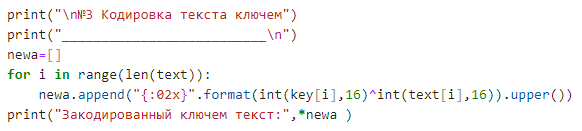 print("\n№3 Кодировка текста ключем")
print("__________________________\n")
newa=[]
for i in range(len(text)):
    newa.append("{:02x}".format(int(key[i],16)^int(text[i],16)).upper())
print("Закодированный ключем текст:",*newa )